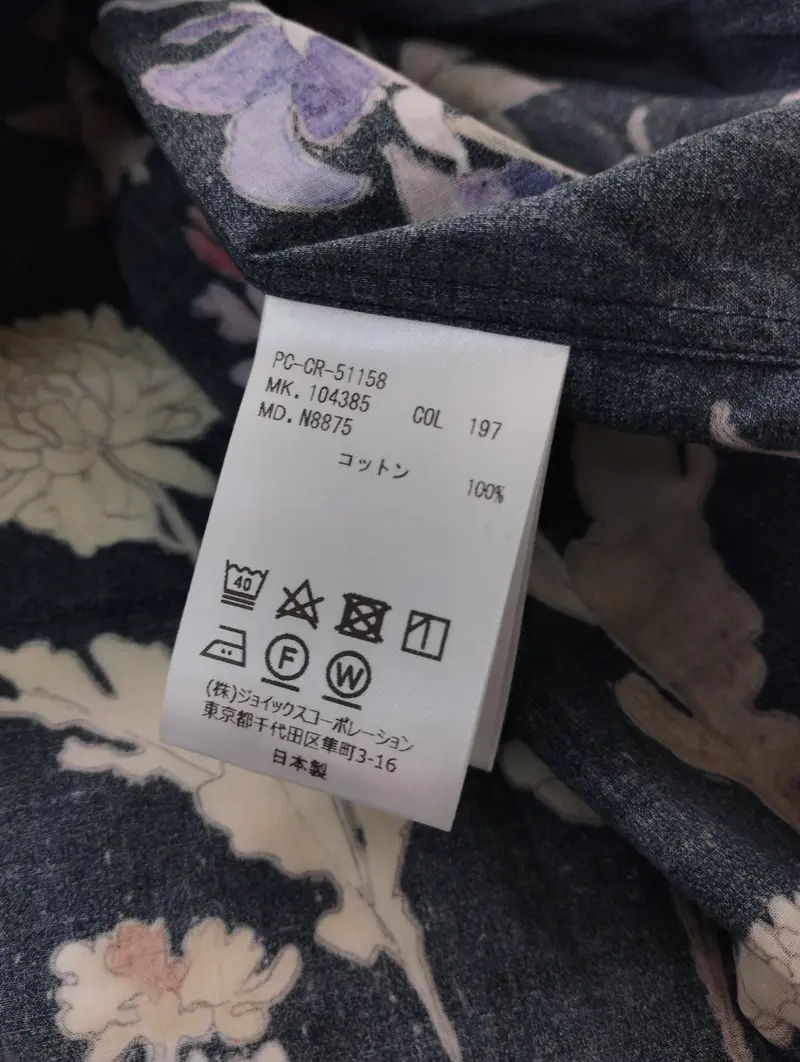 PC-CR-51158
MK. 104385
MD. N8875 COL 197
コットン 100%
40
F W
(株)ジョイックスコーポレーション
東京都千代田区隼町3-16
日本製